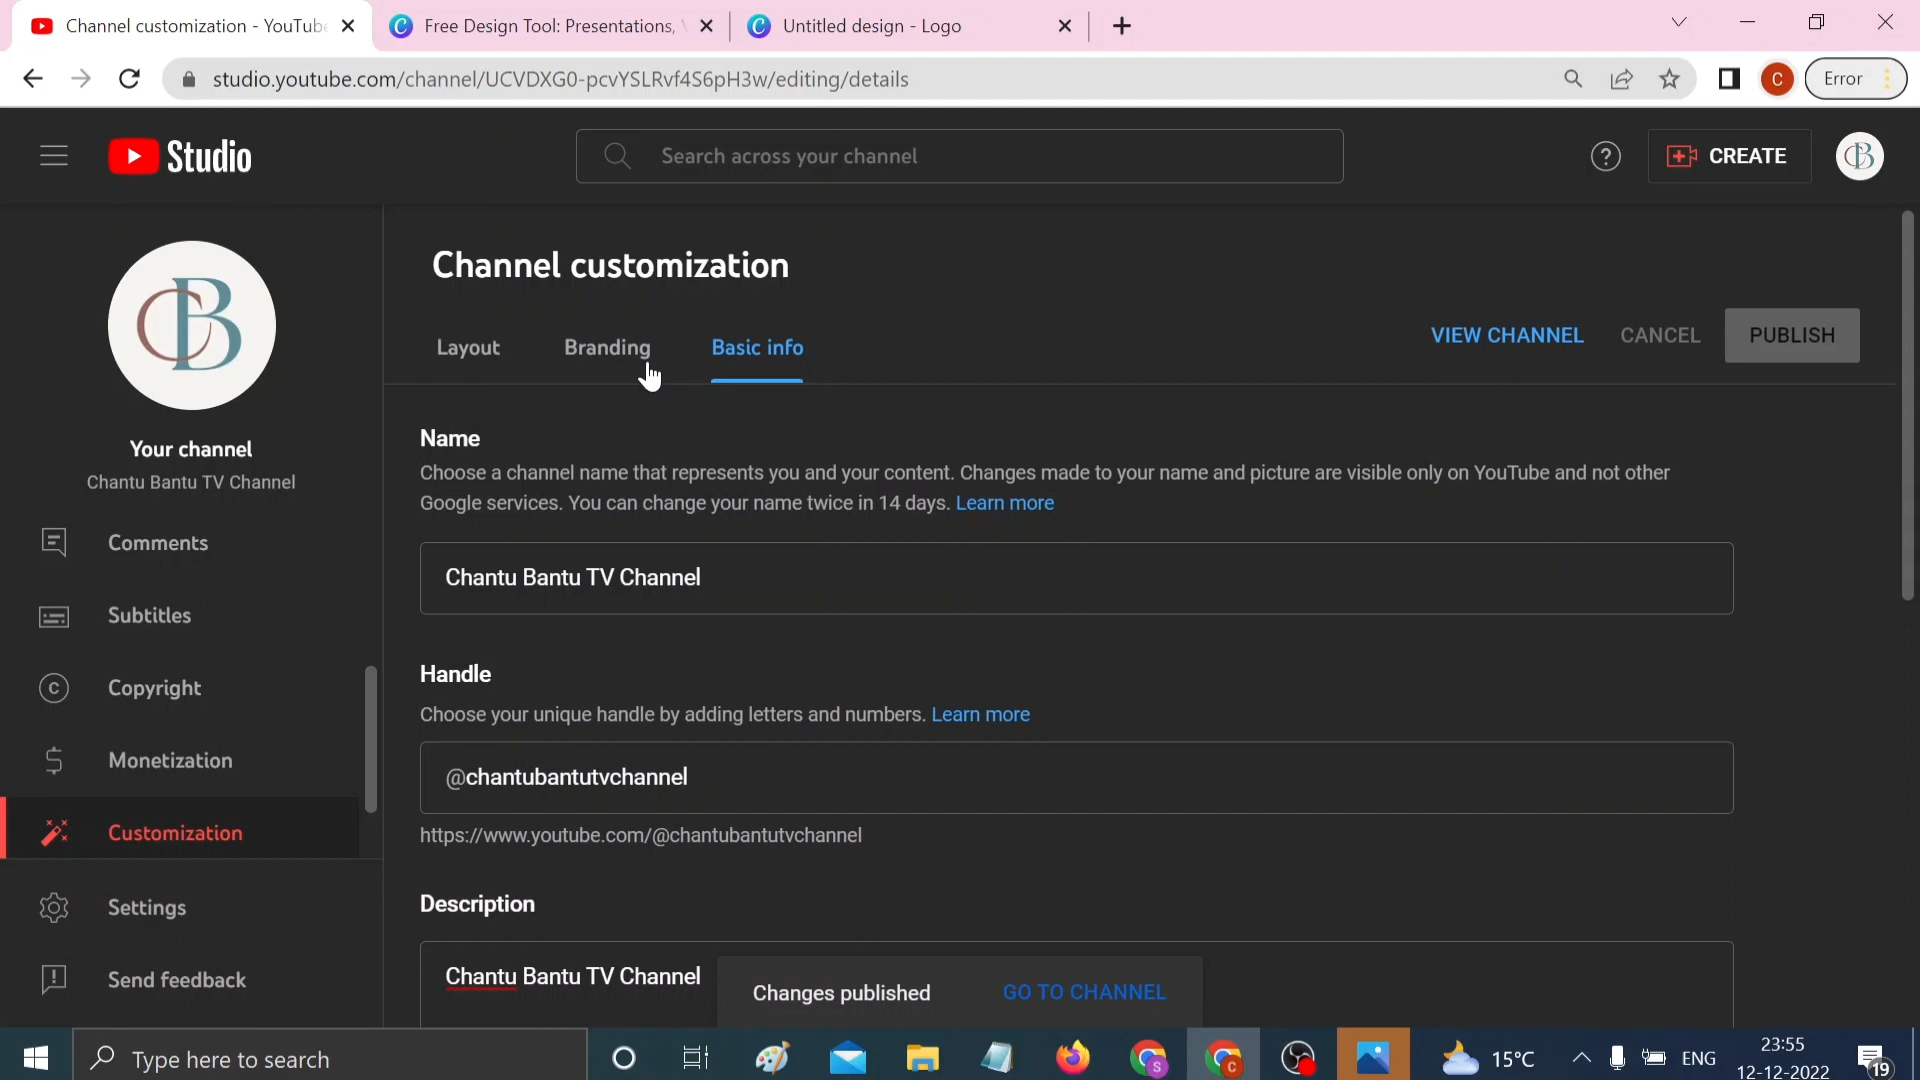 Channel customization - YouTube
Free Design Tool: Presentations,
Untitled design - Logo
studio.youtube.com/channel/UCVDXG0-pcvYSLRvf4S6pH3w/editing/details
C
Error
Studio
Search across your channel
?
CREATE
CB
CB
Your channel
Chantu Bantu TV Channel
Comments
Subtitles
Copyright
Monetization
Customization
Settings
Send feedback
Channel customization
Layout
Branding
Basic info
VIEW CHANNEL
CANCEL
PUBLISH
Name
Choose a channel name that represents you and your content. Changes made to your name and picture are visible only on YouTube and not other
Google services. You can change your name twice in 14 days. Learn more
Chantu Bantu TV Channel
Handle
Choose your unique handle by adding letters and numbers. Learn more
@chantubantutvchannel
https://www.youtube.com/@chantubantutvchannel
Description
Chantu Bantu TV Channel
Changes published
GO TO CHANNEL
Type here to search
S
C
15°C
ENG
23:55
12-12-2022
19